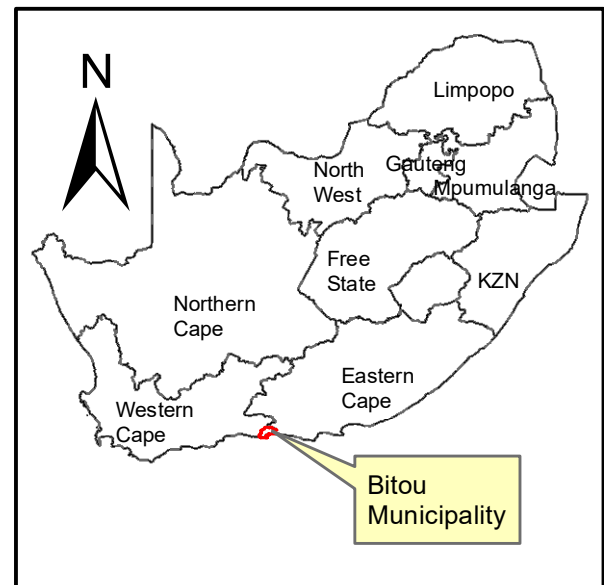 N
Limpopo
Gauteng
Mpumulanga
North
West
Free
State
KZN
Northern
Cape
Eastern
Cape
Western
Cape
Bitou
Municipality